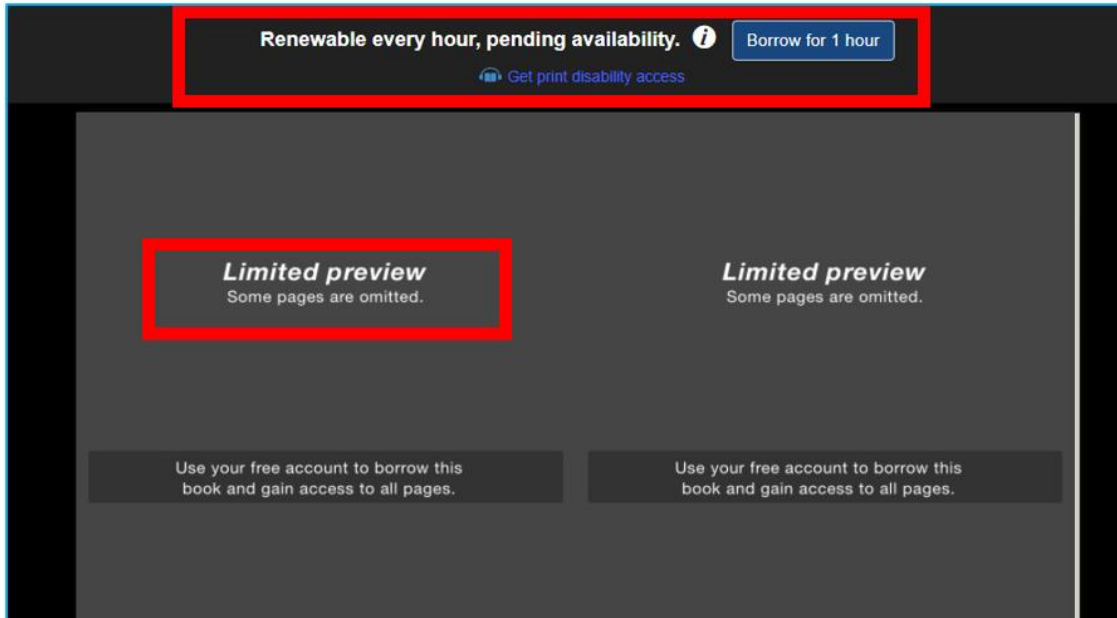 Renewable every hour, pending availability. i Borrow for 1 hour
Get print disability access
Limited preview
Some pages are omitted.
Limited preview
Some pages are omitted.
Use your free account to borrow this
book and gain access to all pages.
Use your free account to borrow this
book and gain access to all pages.